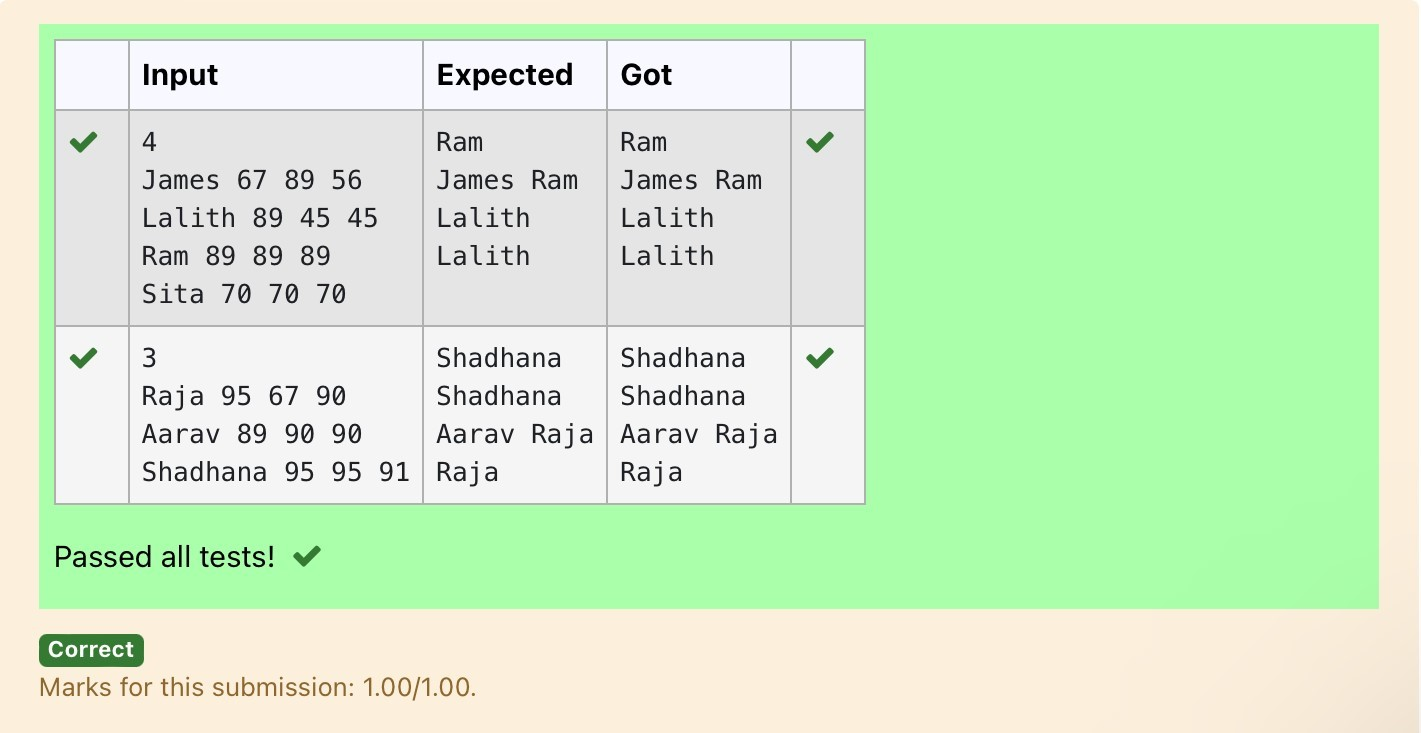 Input Expected Got
4 Ram Ram
James 67 89 56 James Ram James Ram
Lalith 89 45 45 Lalith Lalith
Ram 89 89 89 Lalith Lalith
Sita 70 70 70
3 Shadhana Shadhana
Raja 95 67 90 Shadhana Shadhana
Aarav 89 90 90 Aarav Raja Aarav Raja
Shadhana 95 95 91 Raja Raja
Passed all tests!
Correct
Marks for this submission: 1.00/1.00.